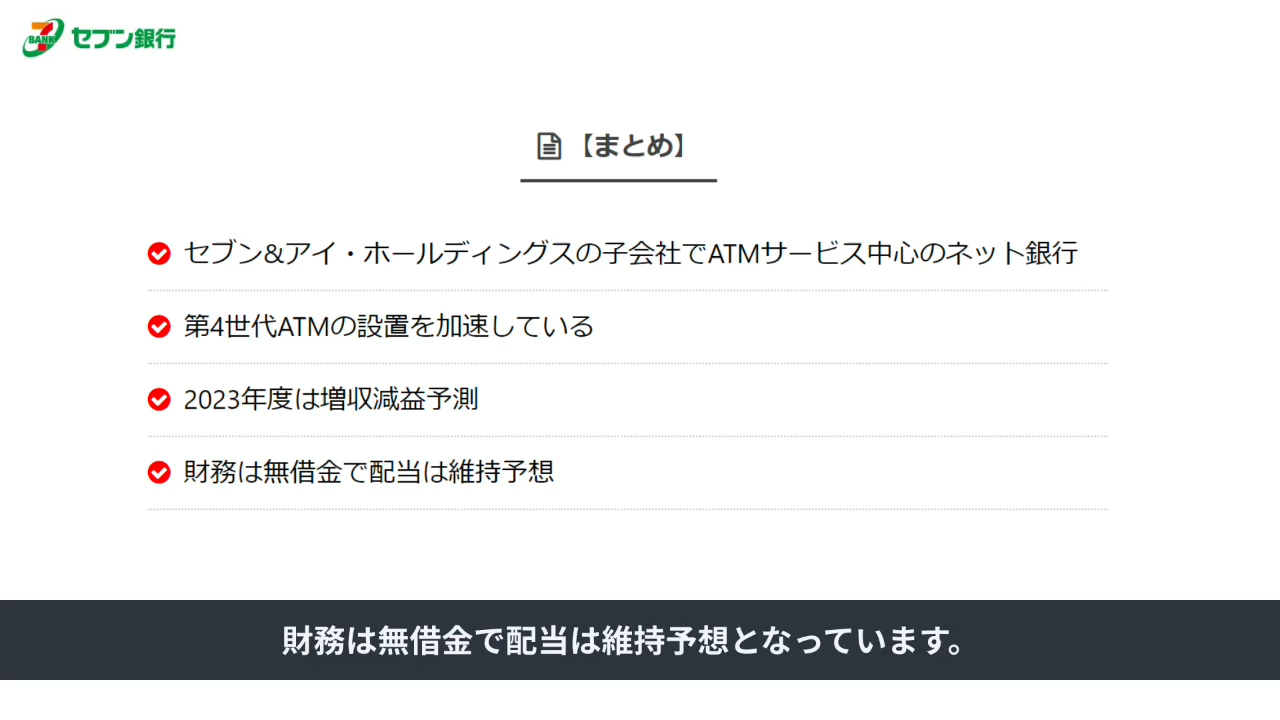 7 BANK セブン銀行
【まとめ】
セブン&アイ・ホールディングスの子会社でATMサービス中心のネット銀行
第4世代ATMの設置を加速している
2023年度は増収減益予測
財務は無借金で配当は維持予想
財務は無借金で配当は維持予想となっています。